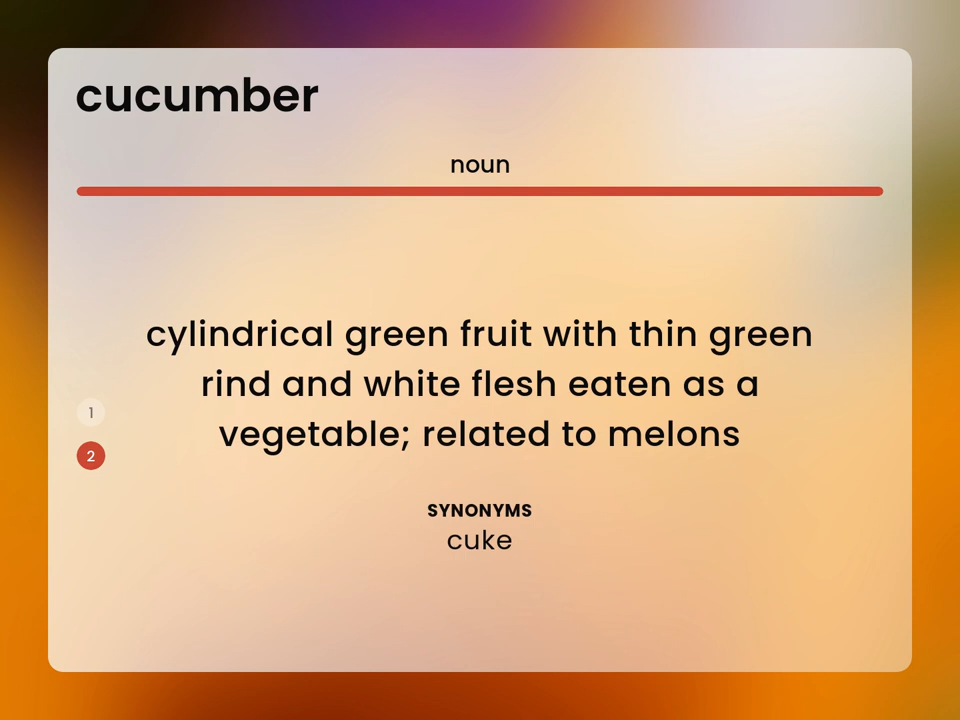 cucumber
noun
cylindrical green fruit with thin green
rind and white flesh eaten as a
vegetable; related to melons
1
2
SYNONYMS
cuke